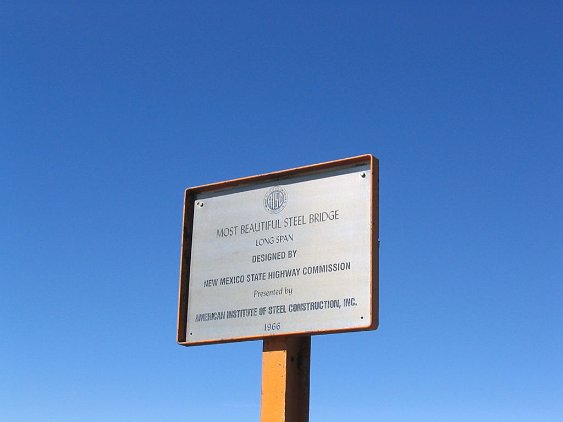 MOST BEAUTIFUL STEEL BRIDGE
LONG SPAN
DESIGNED BY
NEW MEXICO STATE HIGHWAY COMMISSION
Presented by
AMERICAN INSTITUTE OF STEEL CONSTRUCTION, INC.
1966